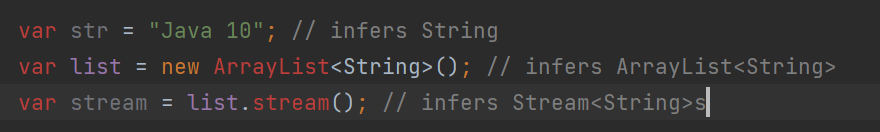 var str = "Java 10"; // infers String
var list = new ArrayList<String>(); // infers ArrayList<String>
var stream = list.stream(); // infers Stream<String>s